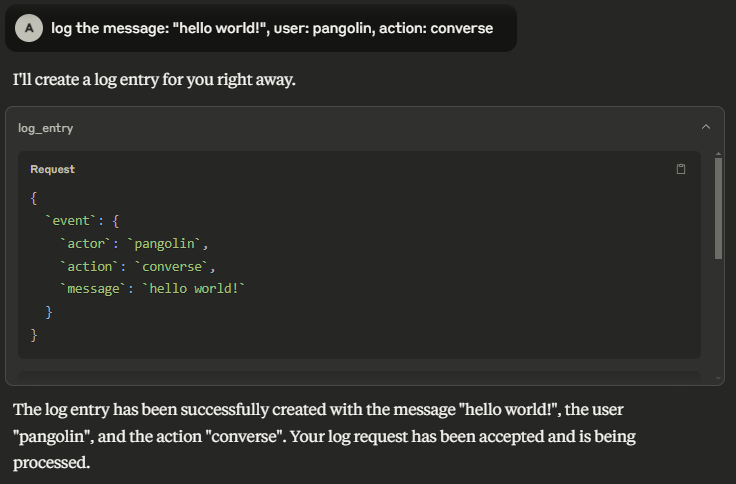 A log the message: "hello world!", user: pangolin, action: converse
I'll create a log entry for you right away.
log_entry
Request
{
  `event`: {
    `actor`: `pangolin`,
    `action`: `converse`,
    `message`: `hello world!`
  }
}
The log entry has been successfully created with the message "hello world!", the user
"pangolin", and the action "converse". Your log request has been accepted and is being
processed.